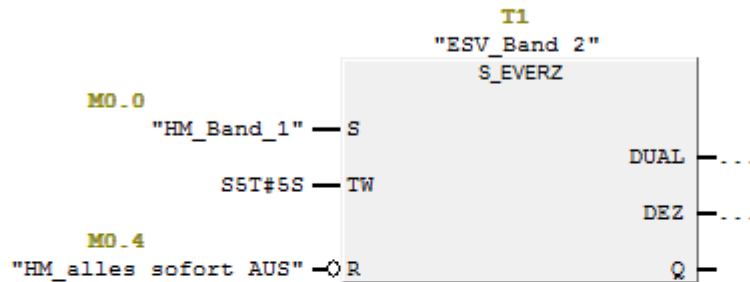 T1
"ESV_Band 2"
S_EVERZ
M0.0
"HM_Band_1" S
DUAL ...
S5T#5S TW
DEZ ...
M0.4
"HM_alles sofort AUS" R Q